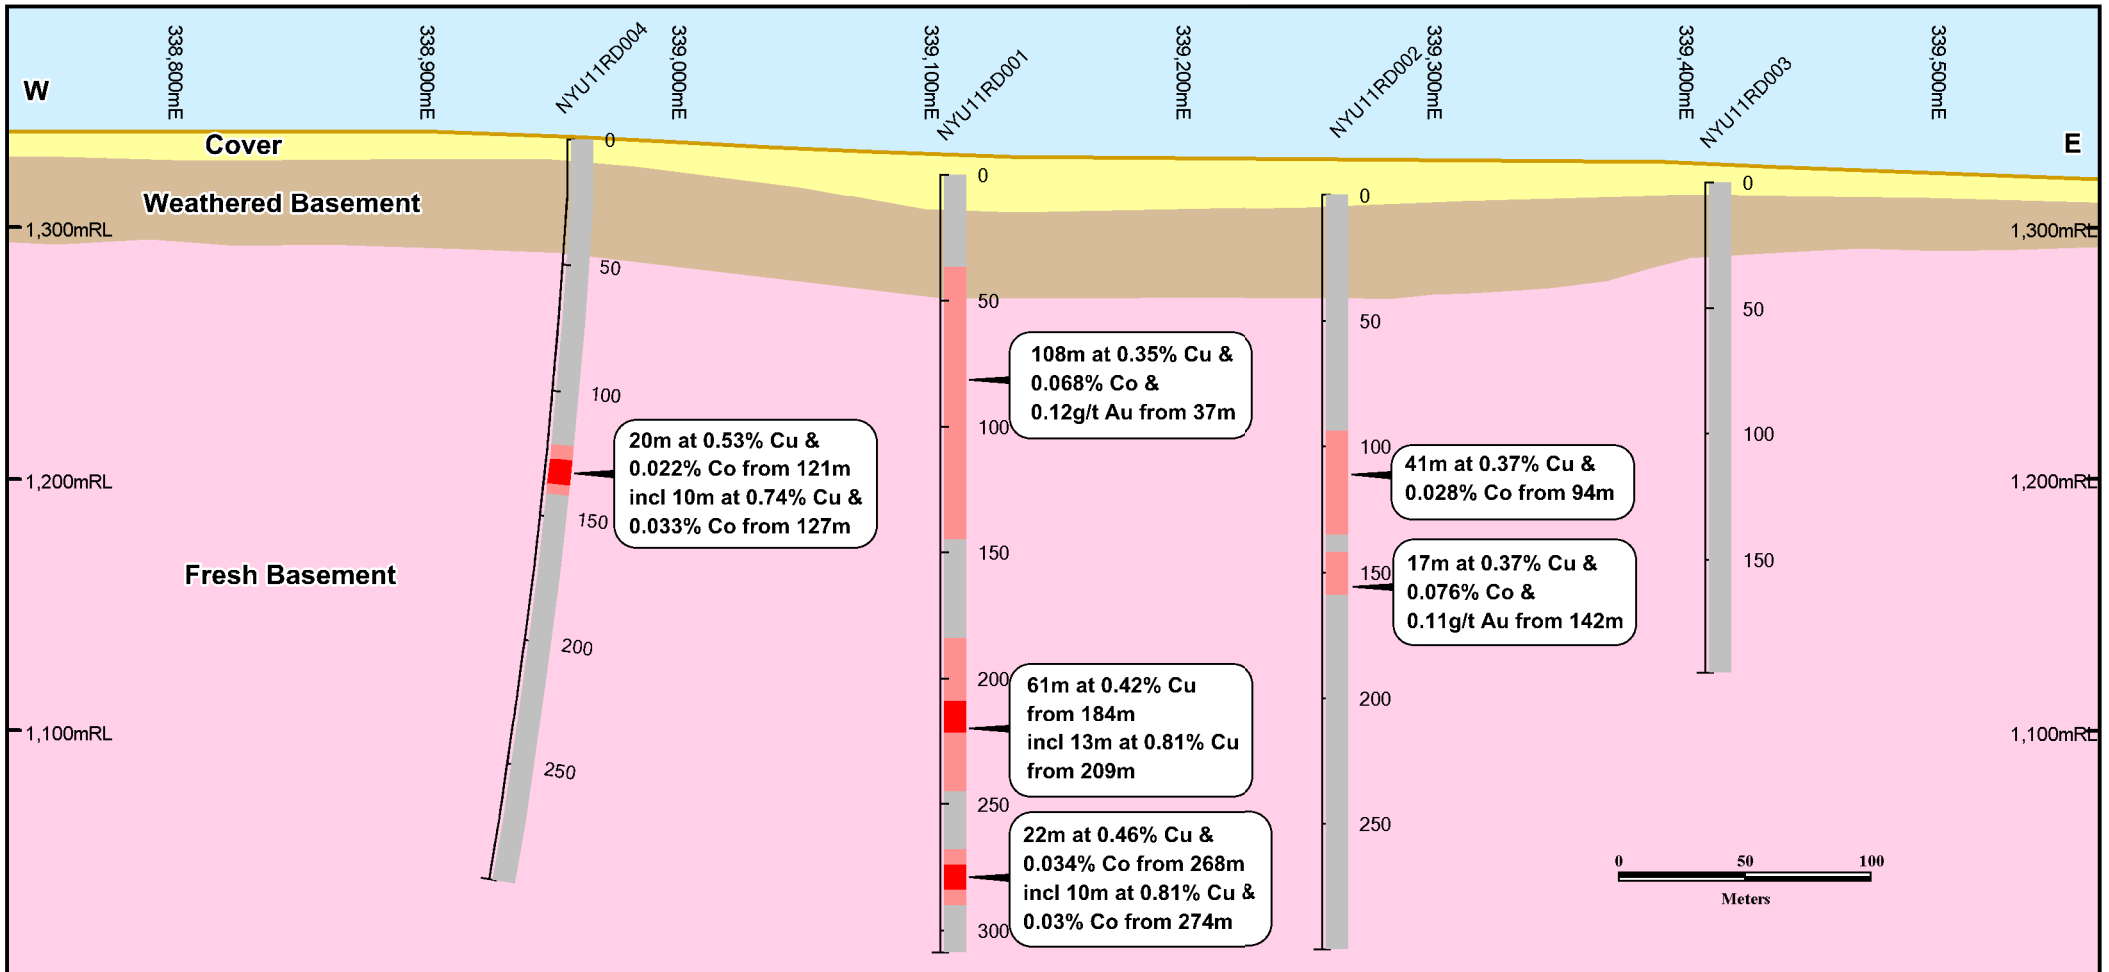 338,800mE
338,900mE
NYU11RD004
339,000mE
339,100mE
NYU11RD001
339,200mE
NYU11RD002
339,300mE
339,400mE
NYU11RD003
339,500mE
W
E
Cover
Weathered Basement
Fresh Basement
1,300mRL
1,200mRL
1,100mRL
1,300mRL
1,200mRL
1,100mRL
0
50
100
150
200
250
20m at 0.53% Cu &
0.022% Co from 121m
incl 10m at 0.74% Cu &
0.033% Co from 127m
0
50
100
150
200
250
300
108m at 0.35% Cu &
0.068% Co &
0.12g/t Au from 37m
61m at 0.42% Cu
from 184m
incl 13m at 0.81% Cu
from 209m
22m at 0.46% Cu &
0.034% Co from 268m
incl 10m at 0.81% Cu &
0.03% Co from 274m
0
50
100
150
200
250
41m at 0.37% Cu &
0.028% Co from 94m
17m at 0.37% Cu &
0.076% Co &
0.11g/t Au from 142m
0
50
100
150
0 50 100
Meters